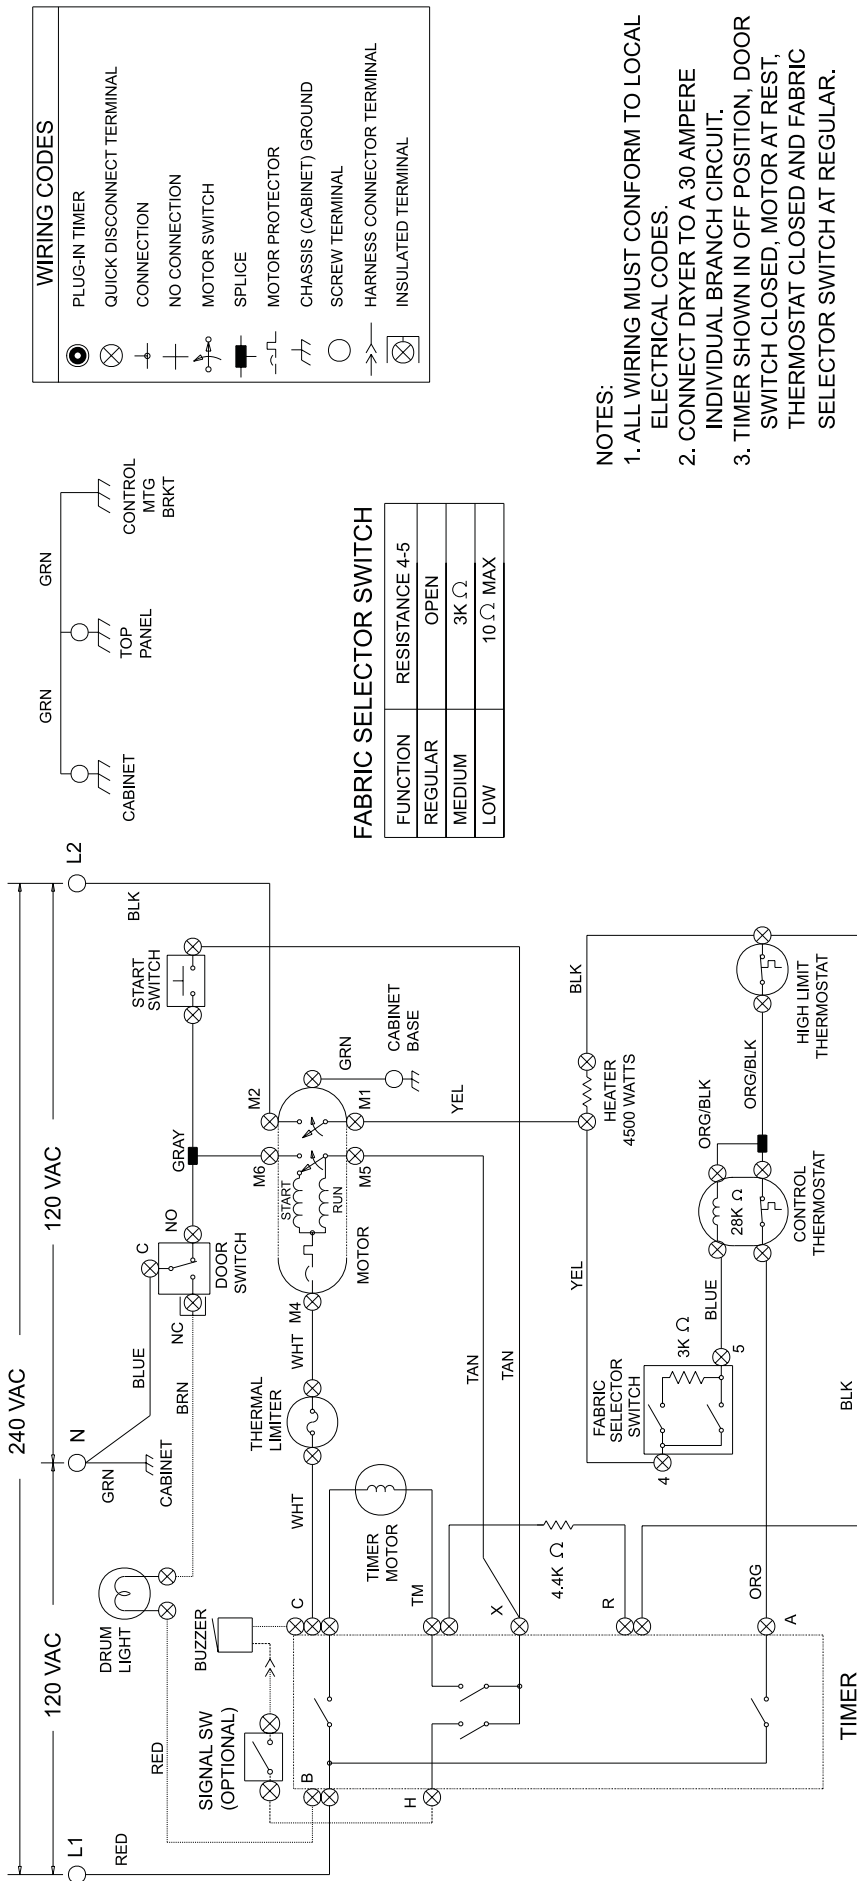 240 VAC
120 VAC
120 VAC
L1
N
L2
RED
RED
GRN
CABINET
BLUE
BRN
BLK
DRUM
LIGHT
BUZZER
SIGNAL SW
(OPTIONAL)
C
NC
NO
DOOR
SWITCH
GRAY
START
SWITCH
B
H
C
TM
X
R
A
TIMER
WHT
THERMAL
LIMITER
WHT
M4
M6
M2
START
RUN
MOTOR
M5
M1
GRN
CABINET
BASE
TIMER
MOTOR
TAN
TAN
YEL
4.4K Ω
YEL
HEATER
4500 WATTS
BLK
FABRIC
SELECTOR
SWITCH
4
3K Ω
5
BLUE
28K Ω
ORG/BLK
ORG/BLK
CONTROL
THERMOSTAT
HIGH LIMIT
THERMOSTAT
ORG
BLK
GRN
GRN
CABINET
TOP
PANEL
CONTROL
MTG
BRKT
FABRIC SELECTOR SWITCH
FUNCTION RESISTANCE 4-5
REGULAR OPEN
MEDIUM 3K Ω
LOW 10 Ω MAX
WIRING CODES
PLUG-IN TIMER
QUICK DISCONNECT TERMINAL
CONNECTION
NO CONNECTION
MOTOR SWITCH
SPLICE
MOTOR PROTECTOR
CHASSIS (CABINET) GROUND
SCREW TERMINAL
HARNESS CONNECTOR TERMINAL
INSULATED TERMINAL
NOTES:
1. ALL WIRING MUST CONFORM TO LOCAL
ELECTRICAL CODES.
2. CONNECT DRYER TO A 30 AMPERE
INDIVIDUAL BRANCH CIRCUIT.
3. TIMER SHOWN IN OFF POSITION, DOOR
SWITCH CLOSED, MOTOR AT REST,
THERMOSTAT CLOSED AND FABRIC
SELECTOR SWITCH AT REGULAR.